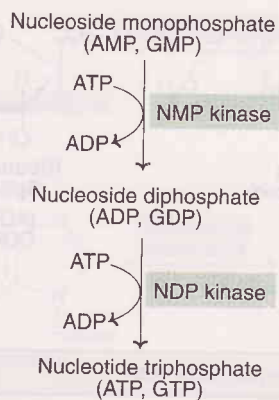 Nucleoside monophosphate
(AMP, GMP)
ATP
NMP kinase
ADP
Nucleoside diphosphate
(ADP, GDP)
ATP
NDP kinase
ADP
Nucleotide triphosphate
(ATP, GTP)